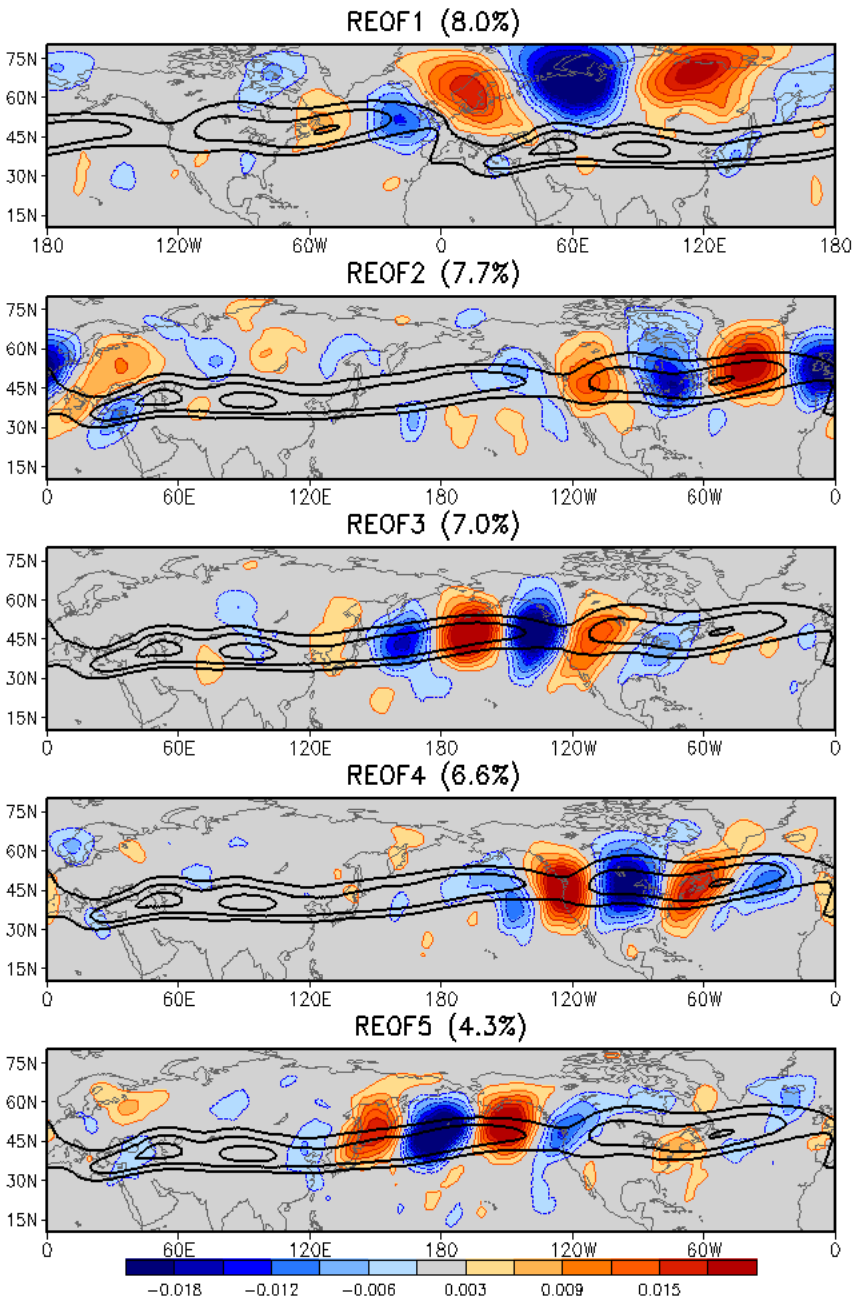 REOF1 (8.0%)
75N
60N
45N
30N
15N
180 120W 60W 0 60E 120E 180
REOF2 (7.7%)
75N
60N
45N
30N
15N
0 60E 120E 180 120W 60W 0
REOF3 (7.0%)
75N
60N
45N
30N
15N
0 60E 120E 180 120W 60W 0
REOF4 (6.6%)
75N
60N
45N
30N
15N
0 60E 120E 180 120W 60W 0
REOF5 (4.3%)
75N
60N
45N
30N
15N
0 60E 120E 180 120W 60W 0
−0.018 −0.012 −0.006 0.003 0.009 0.015